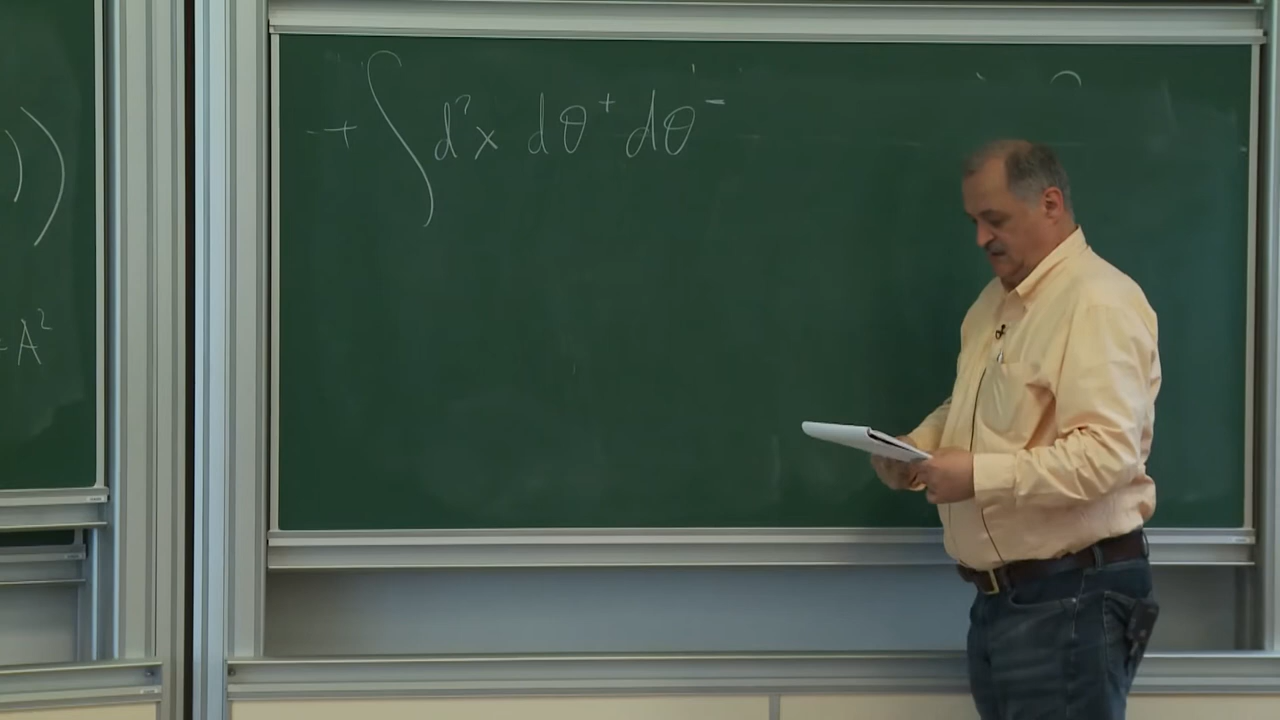 + ∫ d²x dθ⁺ dθ⁻
))
- A²